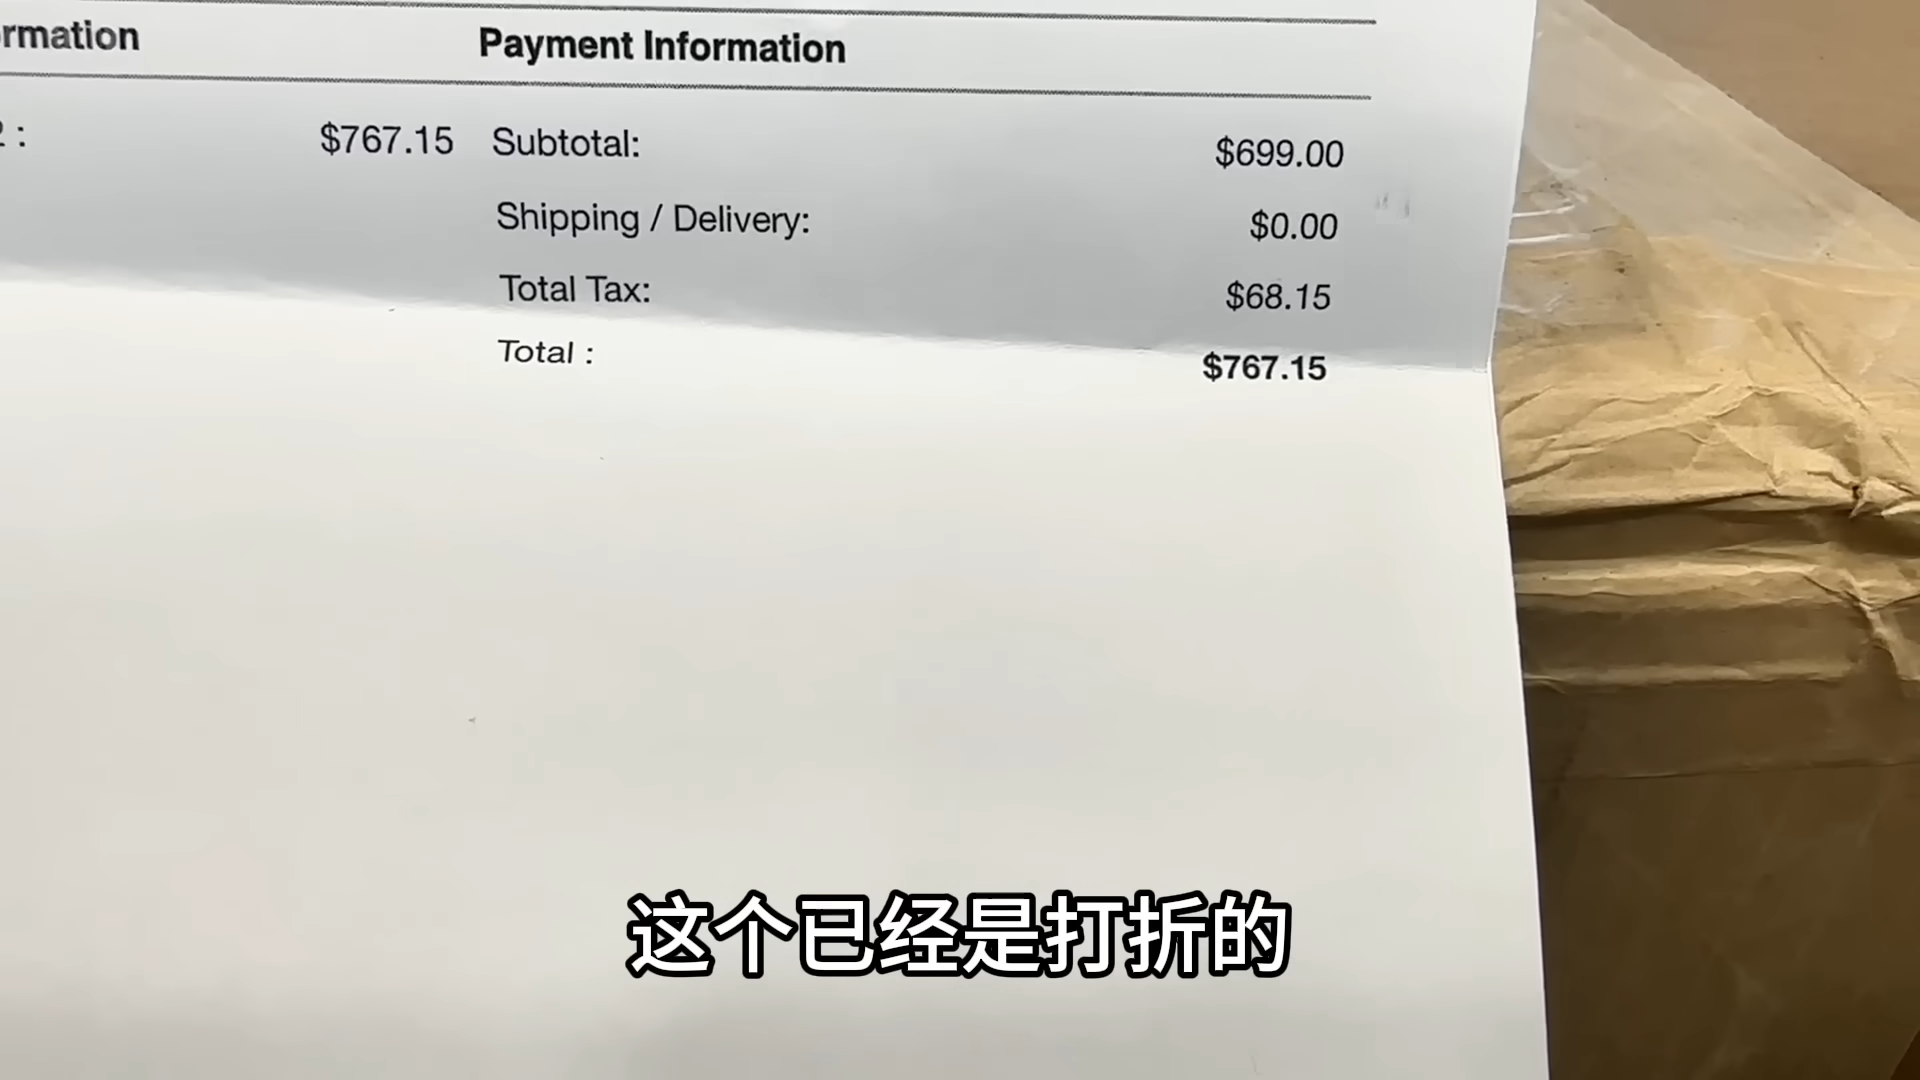 rmation Payment Information
: $767.15 Subtotal: $699.00
Shipping / Delivery: $0.00
Total Tax: $68.15
Total : $767.15
这个已经是打折的